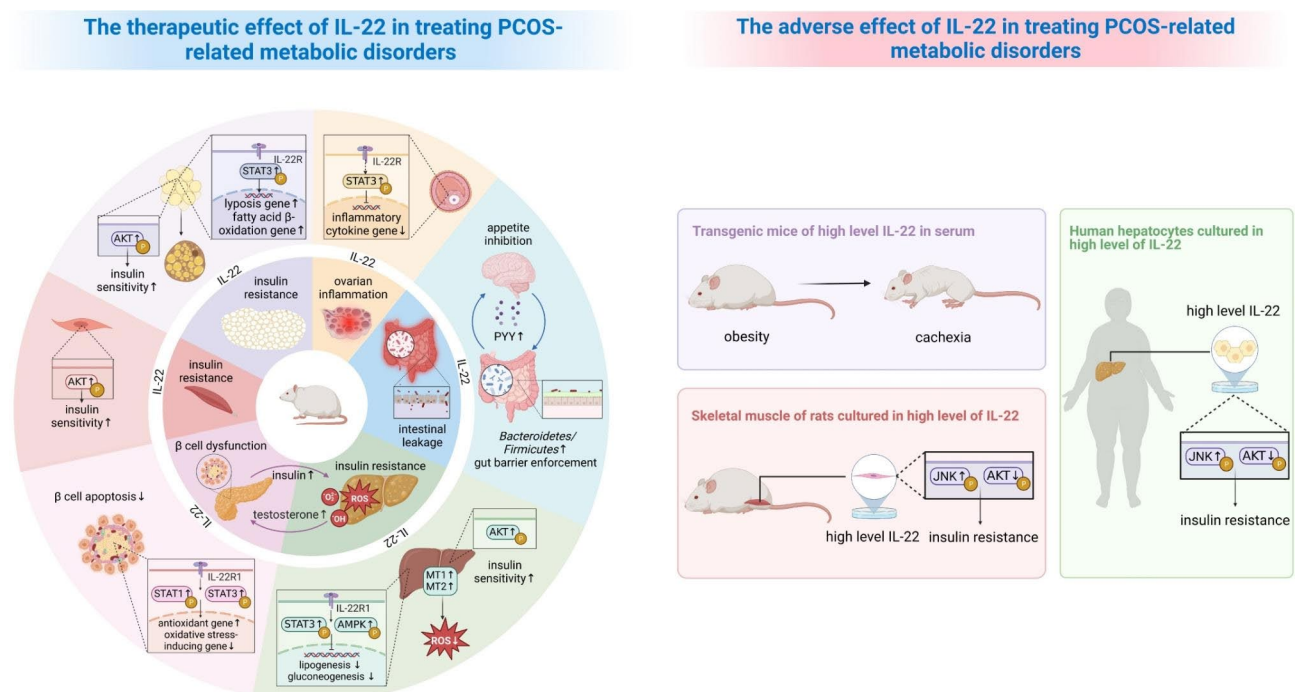 The therapeutic effect of IL-22 in treating PCOS-
related metabolic disorders
IL-22R
STAT3↑
P
lyposis gene↑
fatty acid β-
oxidation gene↑
AKT↑
P
insulin
sensitivity↑
IL-22R
STAT3↑
P
inflammatory
cytokine gene↓
appetite
inhibition
PYY↑
Bacteroidetes/
Firmicutes↑
gut barrier enforcement
AKT↑
P
insulin
sensitivity↑
IL-22
IL-22
IL-22
IL-22
IL-22
IL-22
insulin
resistance
ovarian
inflammation
insulin
resistance
intestinal
leakage
β cell dysfunction
insulin↑
testosterone↑
insulin resistance
ROS
·O₂⁻
·OH
β cell apoptosis↓
IL-22R1
STAT1↑
P
STAT3↑
P
antioxidant gene↑
oxidative stress-
inducing gene↓
AKT↑
P
insulin
sensitivity↑
MT1↑
MT2↑
ROS↓
IL-22R1
STAT3↑
P
AMPK↑
P
lipogenesis ↓
gluconeogenesis ↓
The adverse effect of IL-22 in treating PCOS-related
metabolic disorders
Transgenic mice of high level IL-22 in serum
obesity
cachexia
Skeletal muscle of rats cultured in high level of IL-22
high level IL-22
JNK↑
P
AKT↓
P
insulin resistance
Human hepatocytes cultured in
high level of IL-22
high level IL-22
JNK↑
P
AKT↓
P
insulin resistance